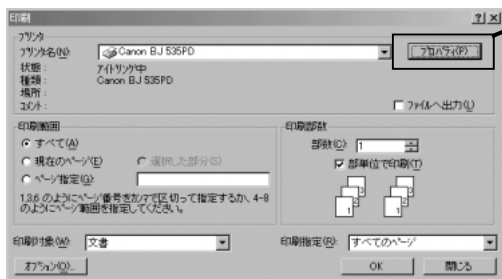 印刷
プリンタ
プリンタ名(N): Canon BJ 535PD プロパティ(P)
状態: アイドリング中
種類: Canon BJ 535PD
場所:
コメント: ファイルへ出力(L)
印刷範囲
すべて(A)
現在のページ(E) 選択した部分(S)
ページ指定(G):
1,3,6 のようにページ番号をカンマで区切って指定するか、4-8
のようにページ範囲を指定してください。
印刷部数
部数(C): 1
部単位で印刷(T)
1 2 3 1 2 3
印刷対象(W): 文書
印刷指定(R): すべてのページ
オプション(O)... OK 閉じる